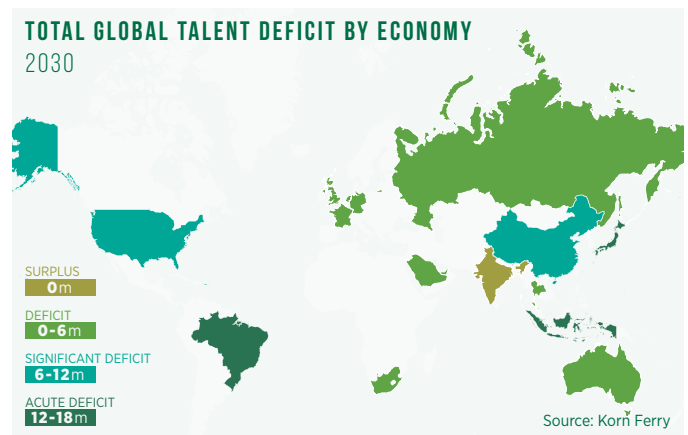 TOTAL GLOBAL TALENT DEFICIT BY ECONOMY
2030
SURPLUS
0m
DEFICIT
0-6m
SIGNIFICANT DEFICIT
6-12m
ACUTE DEFICIT
12-18m
Source: Korn Ferry